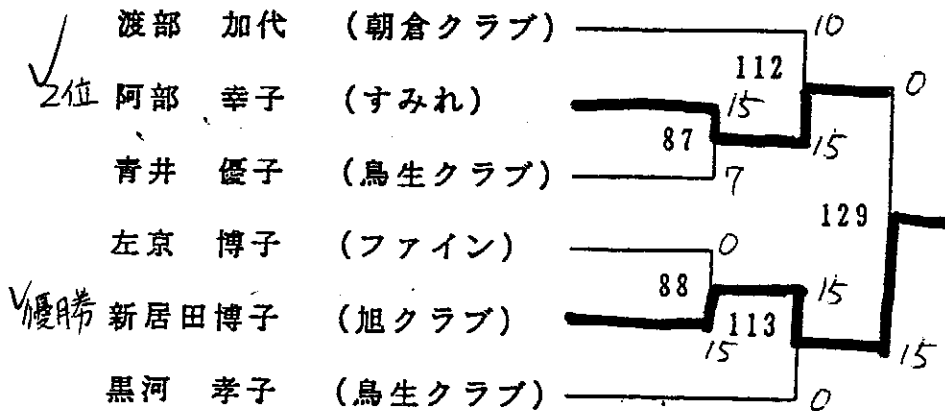 渡部 加代 (朝倉クラブ) 10
112 0
2位 阿部 幸子 (すみれ) 15
87 15
青井 優子 (鳥生クラブ) 7
129
左京 博子 (ファイン) 0
88 15
優勝 新居田博子 (旭クラブ) 15 113 15
黒河 孝子 (鳥生クラブ) 0